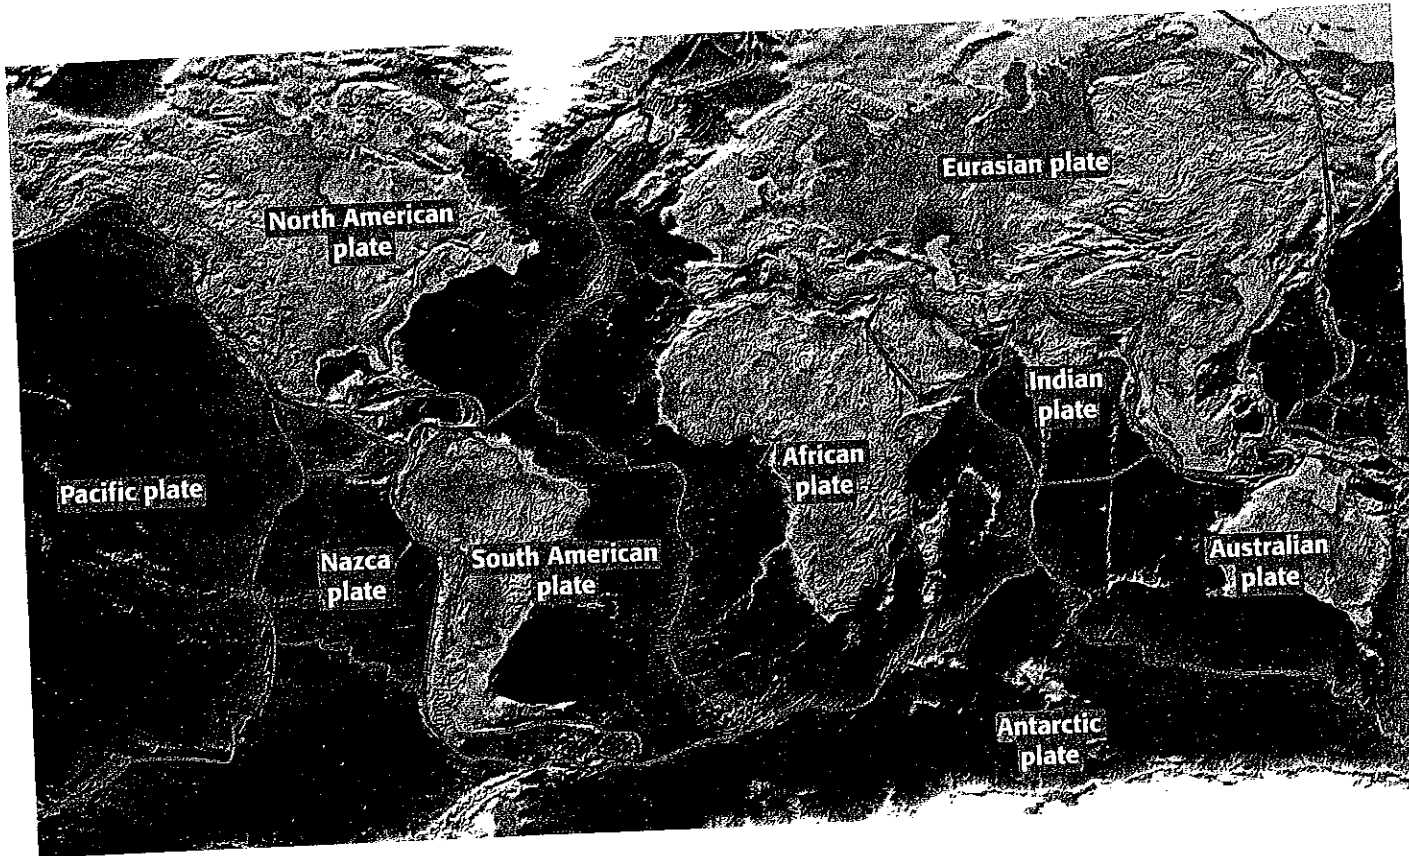 Eurasian plate
North American
plate
Indian
plate
African
plate
Pacific plate
South American
plate
Nazca
plate
Australian
plate
Antarctic
plate